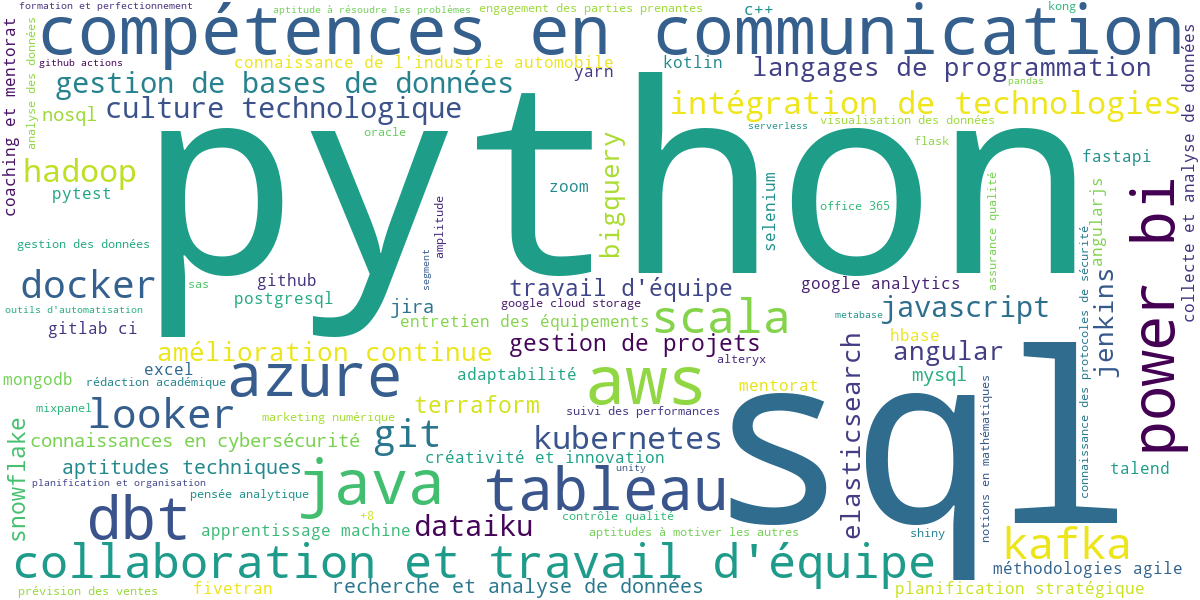 formation et perfectionnement
aptitude à résoudre les problèmes
engagement des parties prenantes
c++
kong
compétences en communication
github actions
connaissance de l'industrie automobile
kotlin
yarn
langages de programmation
pandas
gestion de bases de données
intégration de technologies
coaching et mentorat
analyse des données
nosql
culture technologique
oracle
serverless
visualisation des données
flask
fastapi
collecte et analyse de données
python
hadoop
pytest
zoom
bigquery
selenium
office 365
assurance qualité
angularjs
power bi
gestion des données
amplitude
segment
docker
sas
github
postgresql
travail d'équipe
google analytics
google cloud storage
outils d'automatisation
gitlab ci
jira
entretien des équipements
scala
metabase
javascript
connaissance des protocoles de sécurité
jenkins
amélioration continue
gestion de projets
alteryx
elasticsearch
hbase
angular
mongodb
excel
rédaction académique
azure
adaptabilité
aws
mentorat
mysql
notions en mathématiques
sql
mixpanel
looker
marketing numérique
terraform
suivi des performances
snowflake
connaissances en cybersécurité
git
kubernetes
créativité et innovation
aptitudes techniques
java
unity
talend
planification et organisation
pensée analytique
tableau
dbt
+8
apprentissage machine
dataiku
contrôle qualité
aptitudes à motiver les autres
shiny
kafka
collaboration et travail d'équipe
méthodologies agile
prévision des ventes
fivetran
recherche et analyse de données
planification stratégique